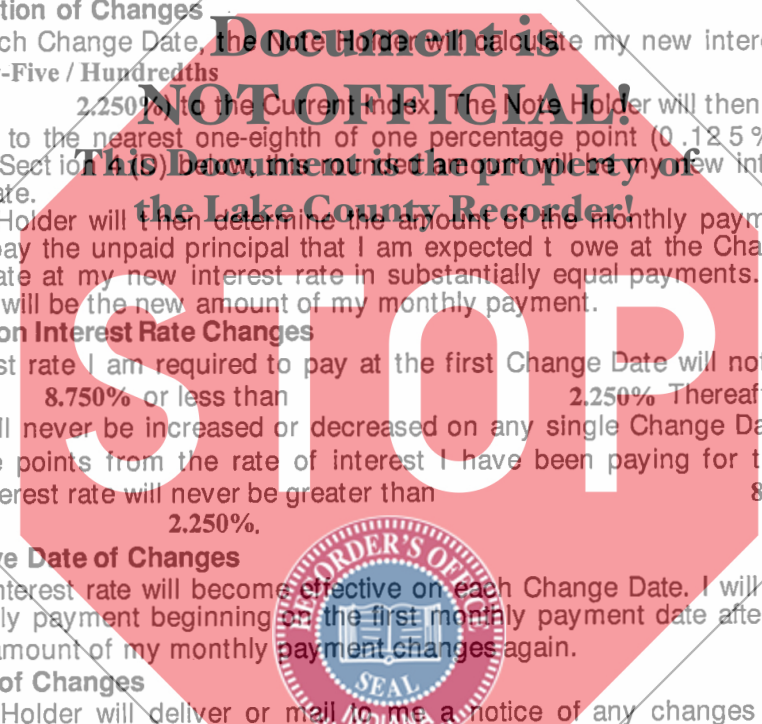 tion of Changes
ch Change Date, the Note Holder will calculate my new intere
-Five / Hundredths
2.250%) to the Current Index. The Note Holder will then
to the nearest one-eighth of one percentage point (0.125%
Section 4(D) below, this rounded amount will be my new int
ate.
Holder will then determine the amount of the monthly paym
pay the unpaid principal that I am expected t owe at the Cha
ate at my new interest rate in substantially equal payments.
will be the new amount of my monthly payment.
on Interest Rate Changes
st rate I am required to pay at the first Change Date will not
8.750% or less than 2.250% Thereaft
ll never be increased or decreased on any single Change Da
e points from the rate of interest I have been paying for t
erest rate will never be greater than 8
2.250%.
ve Date of Changes
nterest rate will become effective on each Change Date. I will
ly payment beginning on the first monthly payment date afte
amount of my monthly payment changes again.
of Changes
Holder will deliver or mail to me a notice of any changes
Document is
NOT OFFICIAL!
This Document is the property of
the Lake County Recorder!
STOP
RECORDER'S OFFICE
SEAL
INDIANA